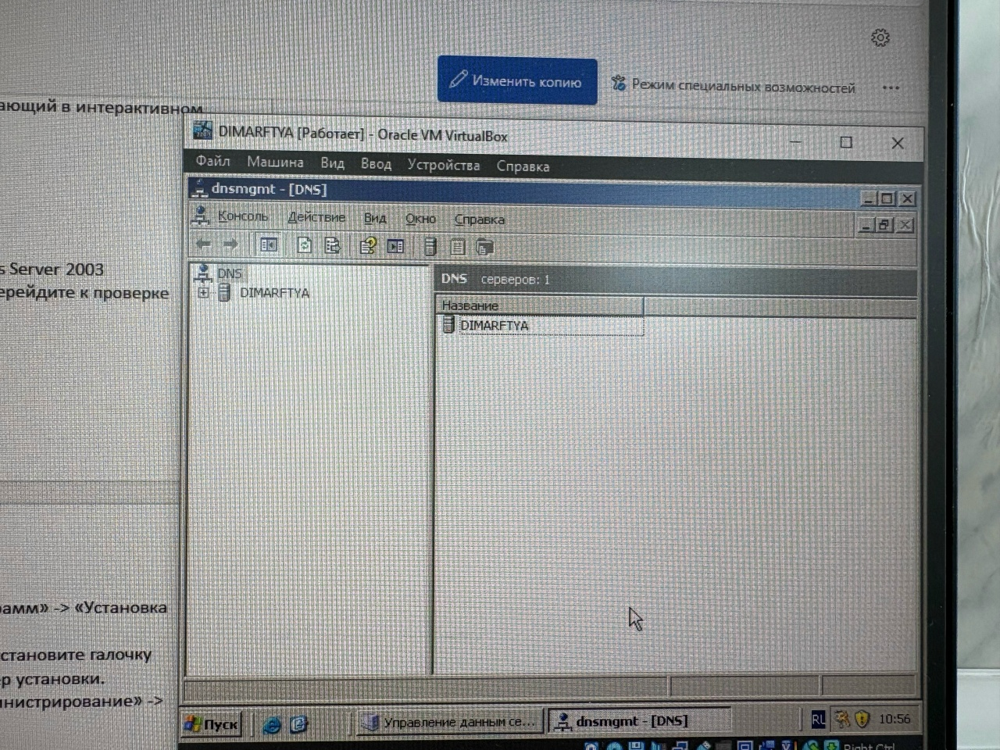 Изменить копию
Режим специальных возможностей
ающий в интерактивном
DIMARFTYA [Работает] - Oracle VM VirtualBox
Файл Машина Вид Ввод Устройства Справка
dnsmgmt - [DNS]
Консоль Действие Вид Окно Справка
s Server 2003
ерейдите к проверке
DNS
DIMARFTYA
DNS серверов: 1
Название
DIMARFTYA
рамм» -> «Установка
становите галочку
р установки.
нистрирование» ->
Пуск
Управление данным се...
dnsmgmt - [DNS]
RL
10:56
Right Ctrl